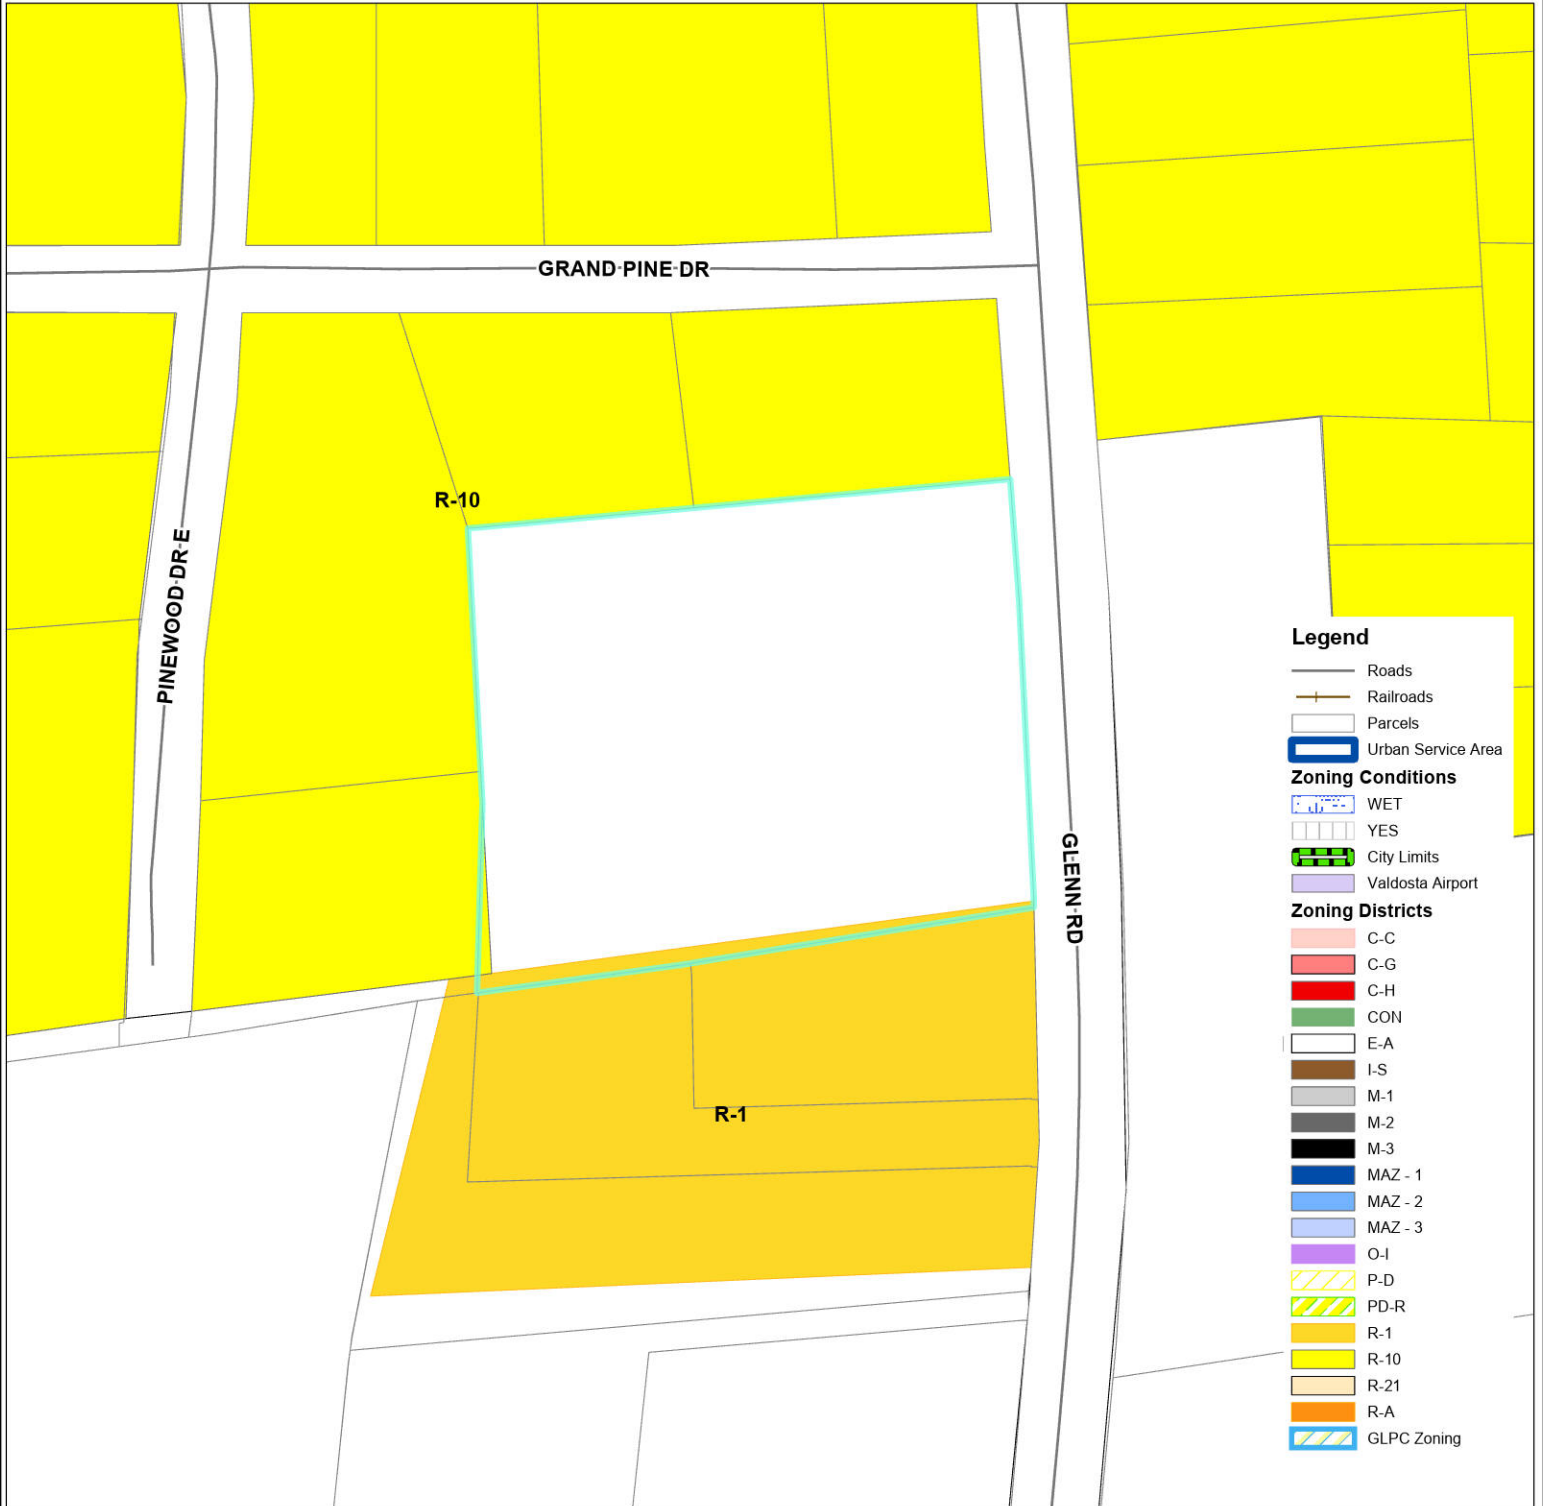 GRAND PINE DR
R-10
PINEWOOD DR E
GLENN RD
R-1
Legend
Roads
Railroads
Parcels
Urban Service Area
Zoning Conditions
WET
YES
City Limits
Valdosta Airport
Zoning Districts
C-C
C-G
C-H
CON
E-A
I-S
M-1
M-2
M-3
MAZ - 1
MAZ - 2
MAZ - 3
O-I
P-D
PD-R
R-1
R-10
R-21
R-A
GLPC Zoning